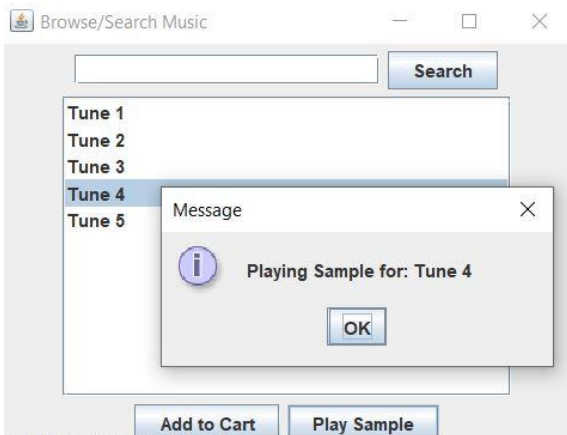 Browse/Search Music
Search
Tune 1
Tune 2
Tune 3
Tune 4
Tune 5
Message
Playing Sample for: Tune 4
OK
Add to Cart Play Sample